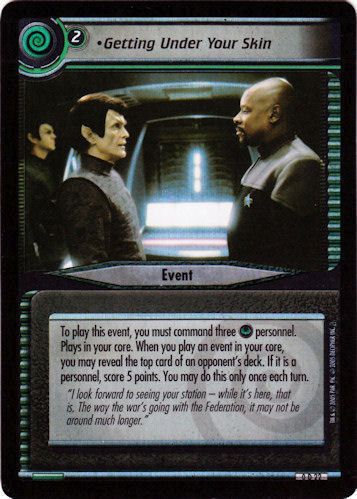 2
•Getting Under Your Skin
Event
To play this event, you must command three personnel.
Plays in your core. When you play an event in your core,
you may reveal the top card of an opponent's deck. If it is a
personnel, score 5 points. You may do this only once each turn.
"I look forward to seeing your station – while it's here, that
is. The way the war's going with the Federation, it may not be
around much longer."